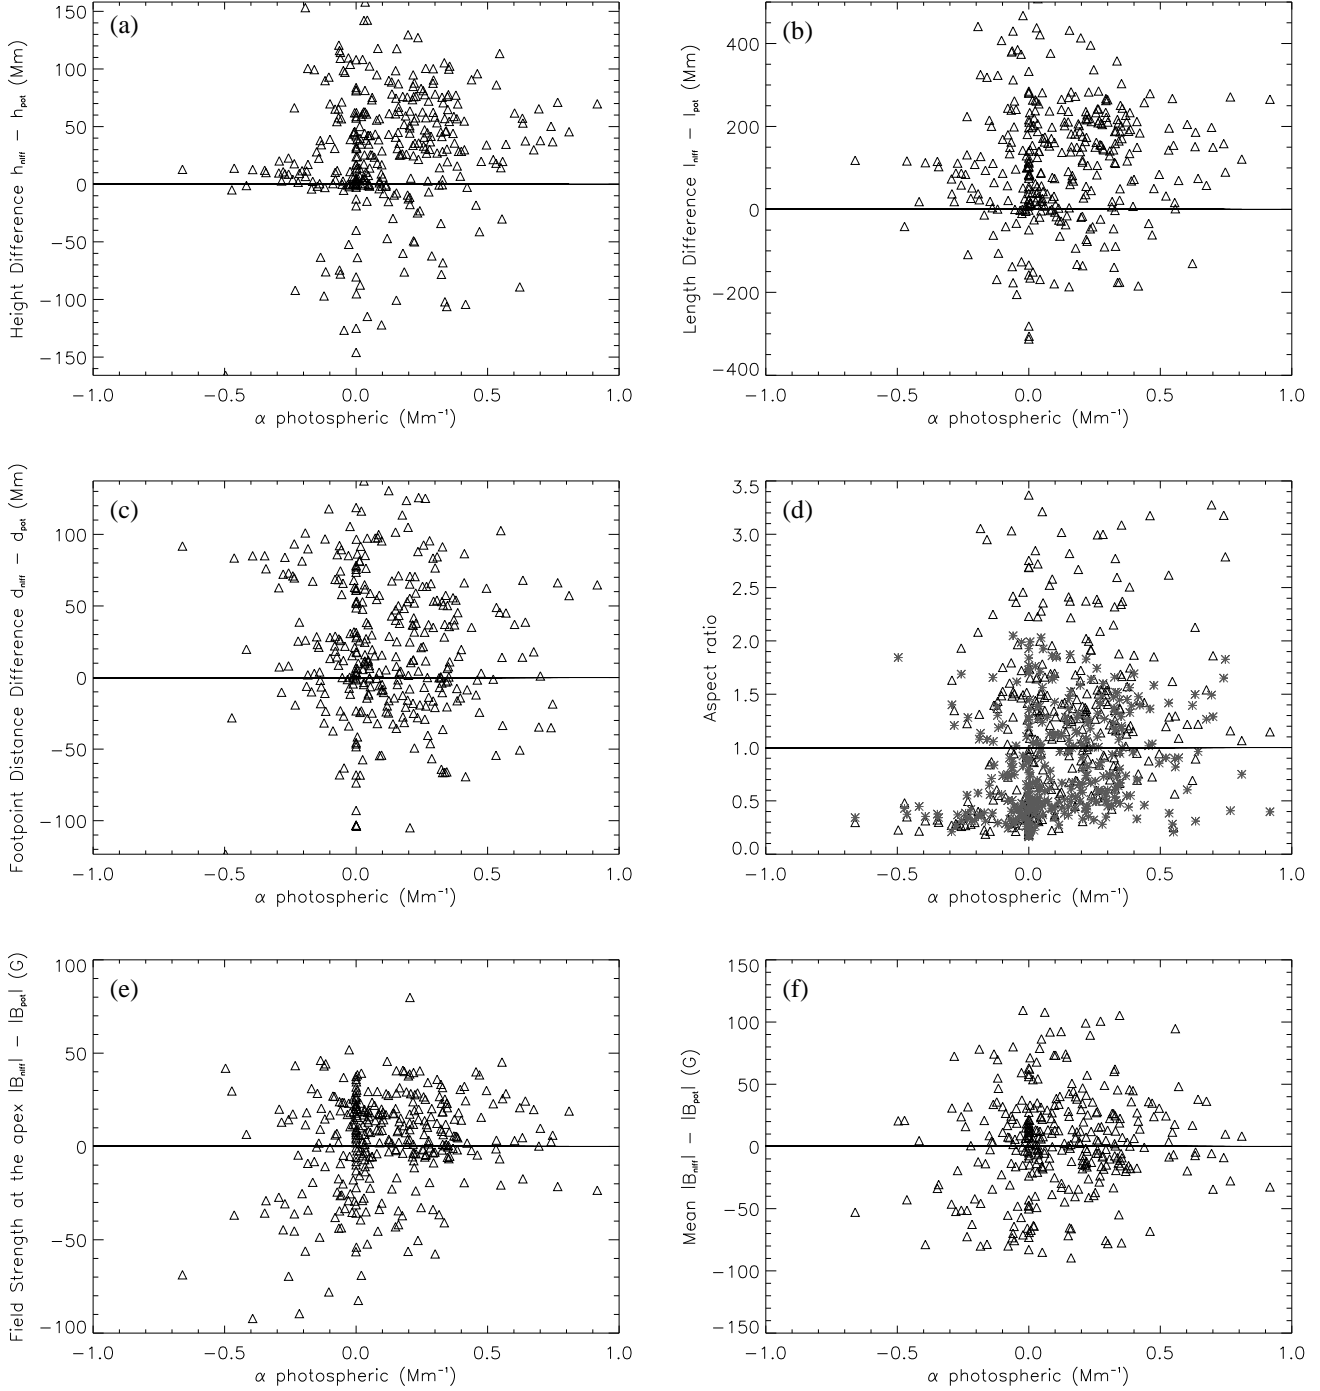 (a)
Height Difference h_nlff − h_pot (Mm)
150
100
50
0
−50
−100
−150
−1.0 −0.5 0.0 0.5 1.0
α photospheric (Mm⁻¹)
(b)
Length Difference l_nlff − l_pot (Mm)
400
200
0
−200
−400
−1.0 −0.5 0.0 0.5 1.0
α photospheric (Mm⁻¹)
(c)
Footpoint Distance Difference d_nlff − d_pot (Mm)
100
50
0
−50
−100
−1.0 −0.5 0.0 0.5 1.0
α photospheric (Mm⁻¹)
(d)
Aspect ratio
3.5
3.0
2.5
2.0
1.5
1.0
0.5
0.0
−1.0 −0.5 0.0 0.5 1.0
α photospheric (Mm⁻¹)
(e)
Field Strength at the apex |B_nlff| − |B_pot| (G)
100
50
0
−50
−100
−1.0 −0.5 0.0 0.5 1.0
α photospheric (Mm⁻¹)
(f)
Mean |B_nlff| − |B_pot| (G)
150
100
50
0
−50
−100
−150
−1.0 −0.5 0.0 0.5 1.0
α photospheric (Mm⁻¹)